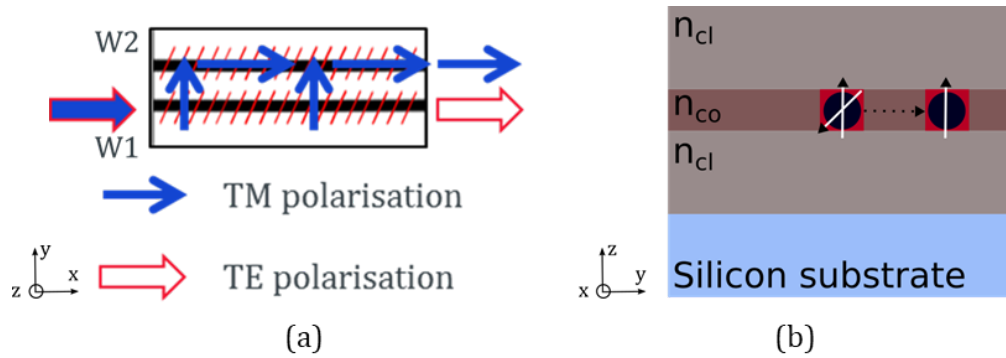 W2
W1
TM polarisation
TE polarisation
y
x
z
(a)
n_cl
n_co
n_cl
Silicon substrate
z
y
x
(b)